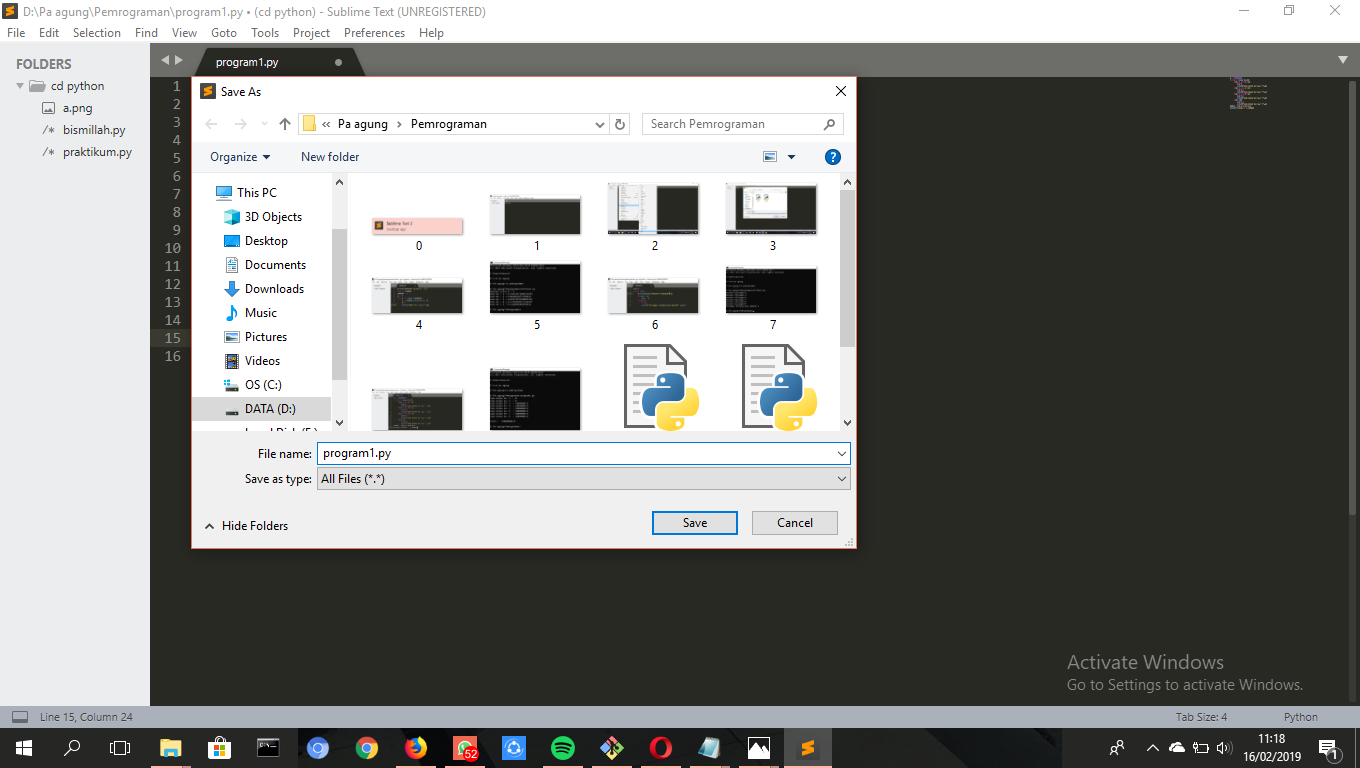 D:\Pa agung\Pemrograman\program1.py • (cd python) - Sublime Text (UNREGISTERED)
File Edit Selection Find View Goto Tools Project Preferences Help
FOLDERS
cd python
a.png
/* bismillah.py
/* praktikum.py
program1.py
1
2
3
4
5
6
7
8
9
10
11
12
13
14
15
16
Save As
« Pa agung › Pemrograman
Search Pemrograman
Organize New folder
This PC
3D Objects
Desktop
Documents
Downloads
Music
Pictures
Videos
OS (C:)
DATA (D:)
0 1 2 3
4 5 6 7
File name: program1.py
Save as type: All Files (*.*)
Hide Folders
Save Cancel
Activate Windows
Go to Settings to activate Windows.
Line 15, Column 24
Tab Size: 4 Python
52
11:18
16/02/2019
1